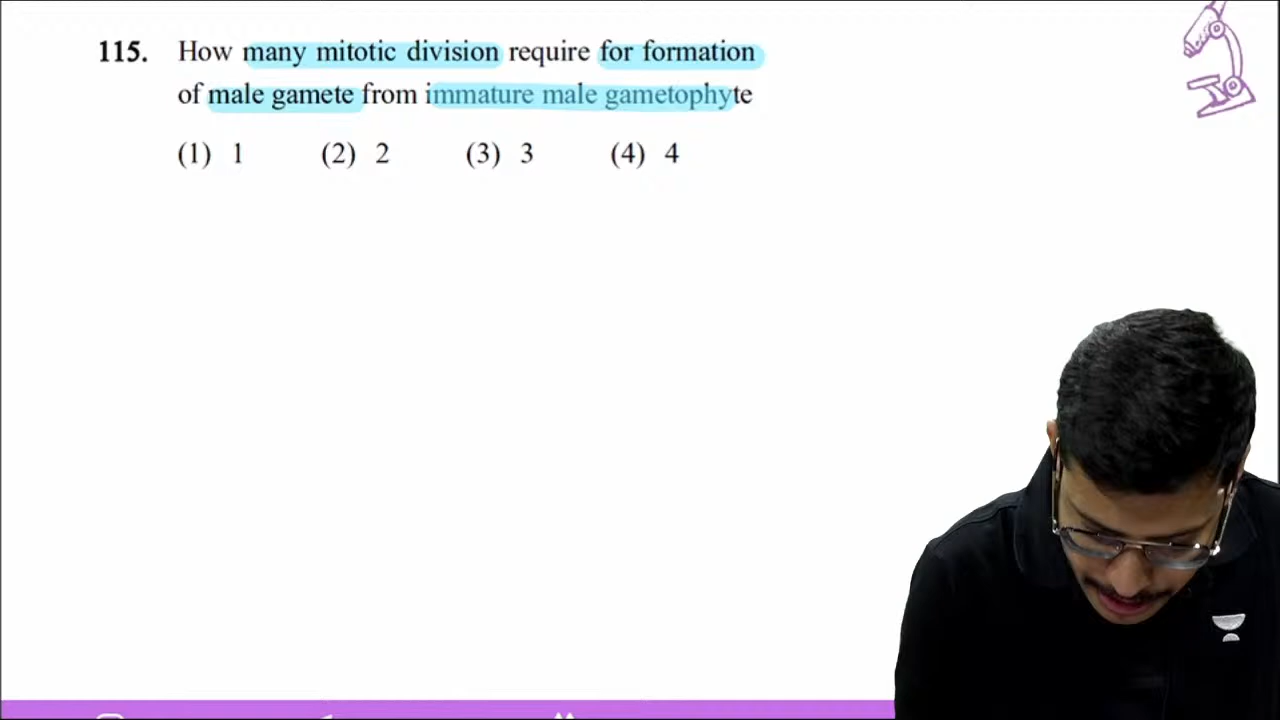 115. How many mitotic division require for formation
of male gamete from immature male gametophyte
(1) 1 (2) 2 (3) 3 (4) 4